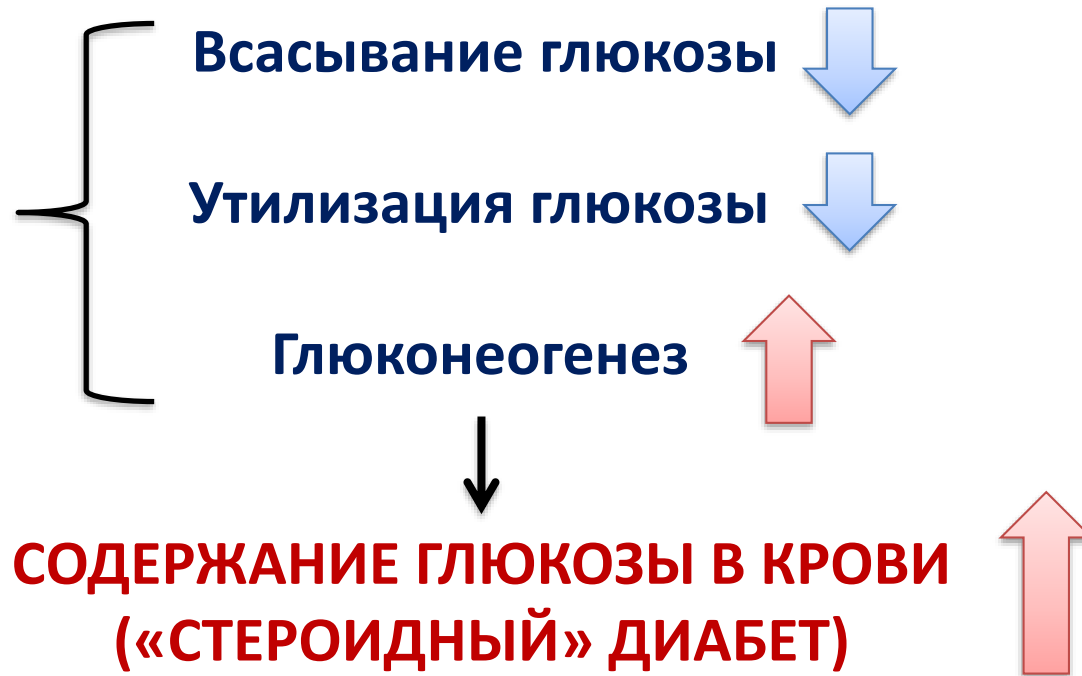 Всасывание глюкозы
Утилизация глюкозы
Глюконеогенез
СОДЕРЖАНИЕ ГЛЮКОЗЫ В КРОВИ
(«СТЕРОИДНЫЙ» ДИАБЕТ)